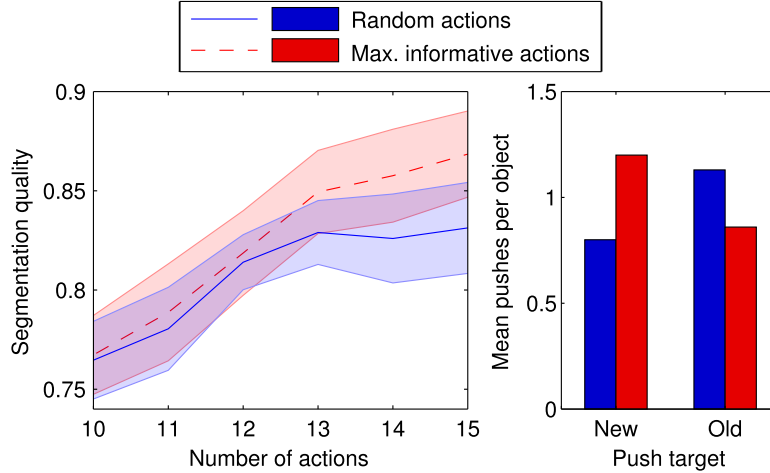 Random actions
Max. informative actions
0.9
0.85
0.8
0.75
Segmentation quality
10 11 12 13 14 15
Number of actions
1.5
1
0.5
0
Mean pushes per object
New Old
Push target